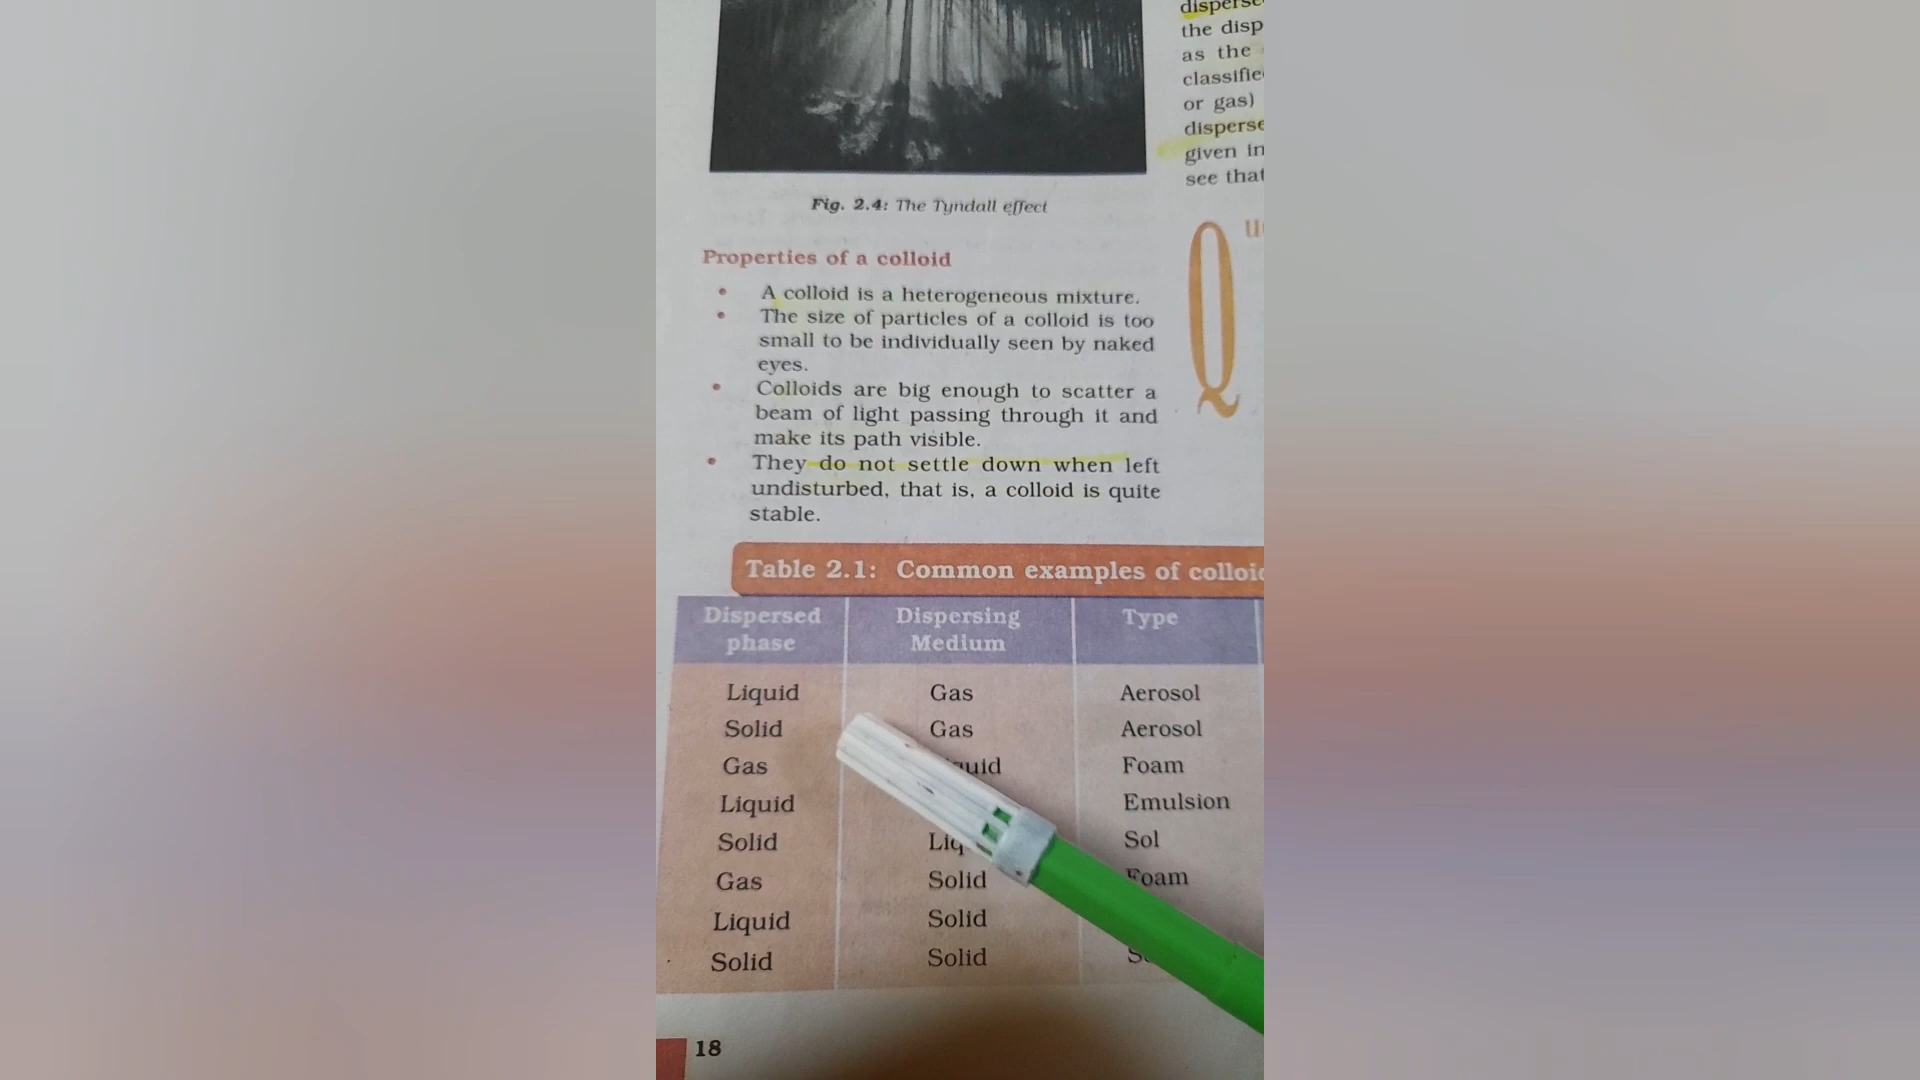 disperse
the disp
as the
classifie
or gas)
disperse
given in
see that
Fig. 2.4: The Tyndall effect
Properties of a colloid
• A colloid is a heterogeneous mixture.
• The size of particles of a colloid is too
small to be individually seen by naked
eyes.
• Colloids are big enough to scatter a
beam of light passing through it and
make its path visible.
• They do not settle down when left
undisturbed, that is, a colloid is quite
stable.
Q
Table 2.1: Common examples of colloi
Dispersed phase Dispersing Medium Type
Liquid Gas Aerosol
Solid Gas Aerosol
Gas quid Foam
Liquid Emulsion
Solid Liq Sol
Gas Solid Foam
Liquid Solid
Solid Solid
18